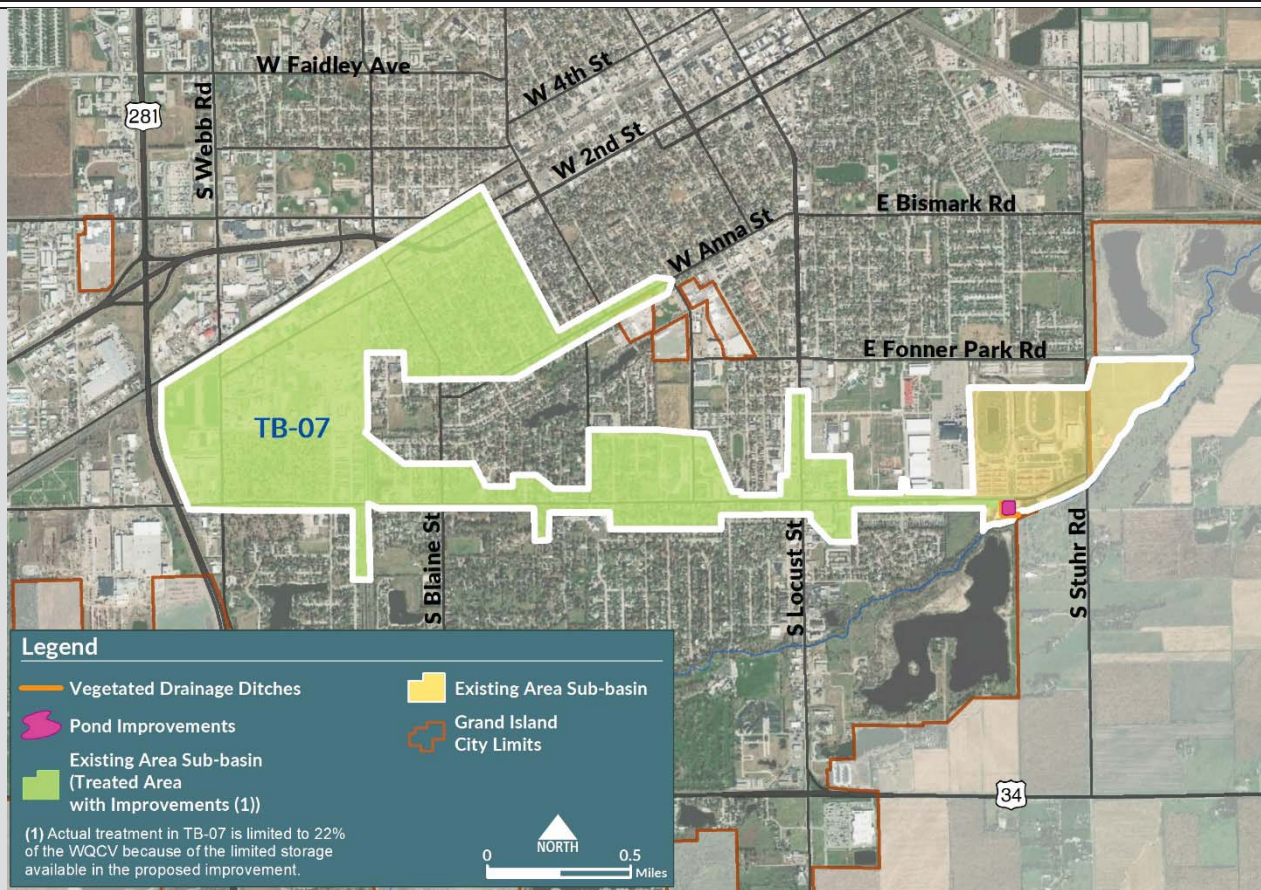 W Faidley Ave
W 4th St
281
S Webb Rd
W 2nd St
E Bismark Rd
W Anna St
E Fonner Park Rd
TB-07
S Blaine St
S Locust St
S Stuhr Rd
34
Legend
Vegetated Drainage Ditches
Pond Improvements
Existing Area Sub-basin
(Treated Area
with Improvements (1))
Existing Area Sub-basin
Grand Island
City Limits
(1) Actual treatment in TB-07 is limited to 22%
of the WQCV because of the limited storage
available in the proposed improvement.
NORTH
0 0.5
Miles